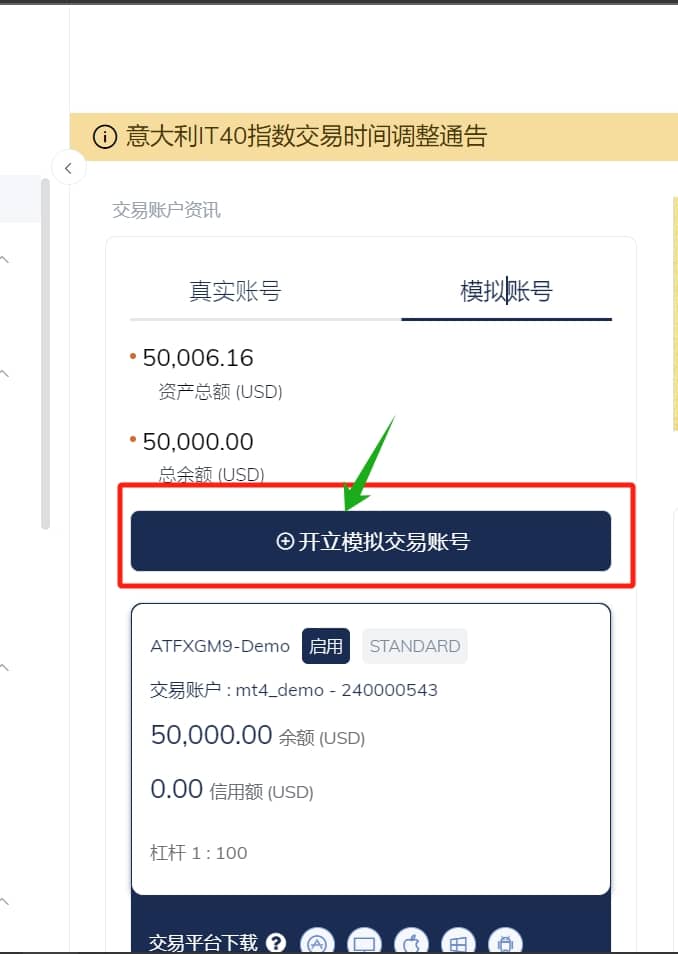 意大利IT40指数交易时间调整通告
交易账户资讯
真实账号 模拟账号
50,006.16
资产总额 (USD)
50,000.00
总余额 (USD)
开立模拟交易账号
ATFXGM9-Demo 启用 STANDARD
交易账户 : mt4_demo - 240000543
50,000.00 余额 (USD)
0.00 信用额 (USD)
杠杆 1 : 100
交易平台下载 ?